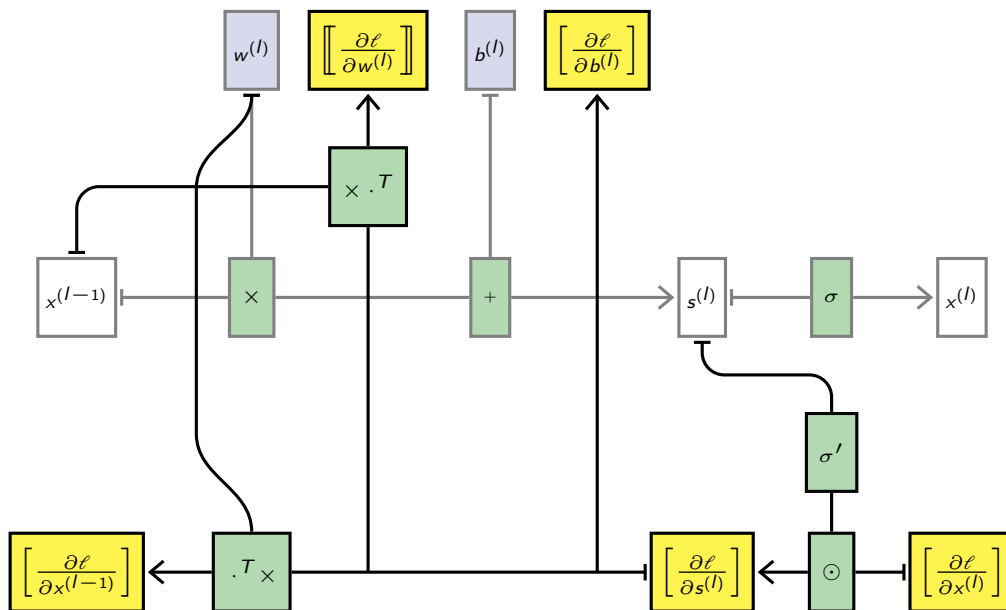 w^(l) [[ ∂ℓ/∂w^(l) ]] b^(l) [ ∂ℓ/∂b^(l) ]
× ·^T
x^(l−1) × + s^(l) σ x^(l)
σ′
[ ∂ℓ/∂x^(l−1) ] ·^T × [ ∂ℓ/∂s^(l) ] ⊙ [ ∂ℓ/∂x^(l) ]